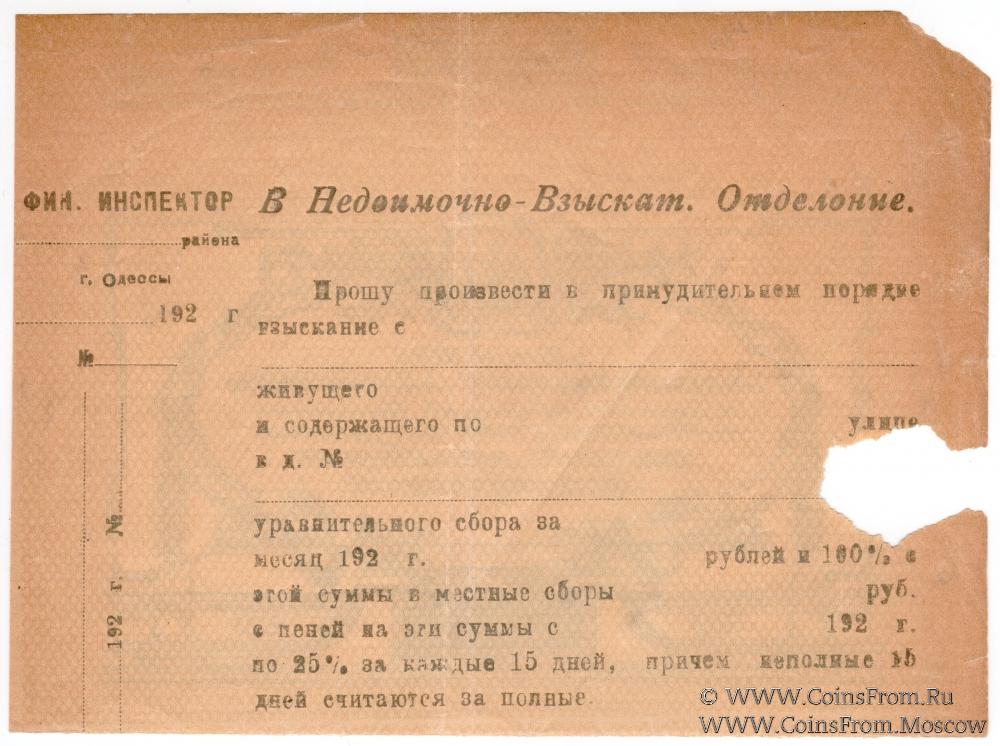 ФИН. ИНСПЕКТОР
района
г. Одессы
192 г
№
192 г. №
В Недоимочно-Взыскат. Отделоние.
Прошу произвести в принудительнем порядке
взыскание с
живущего
и содержащего по улице
в д. №
уравнительного сбора за
месяц 192 г. рублей и 100% с
этой суммы в местные сборы руб.
с пеней на эти суммы с 192 г.
по 25% за каждые 15 дней, причем неполные 15
дней считаются за полные.
© WWW.CoinsFrom.Ru
WWW.CoinsFrom.Moscow